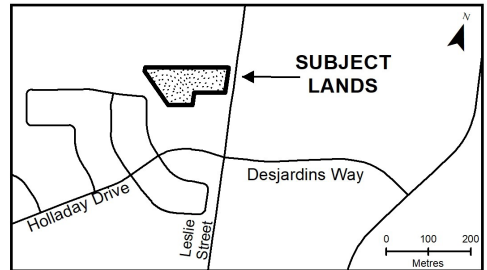 N
SUBJECT
LANDS
Desjardins Way
Holladay Drive
Leslie
Street
0 100 200
Metres